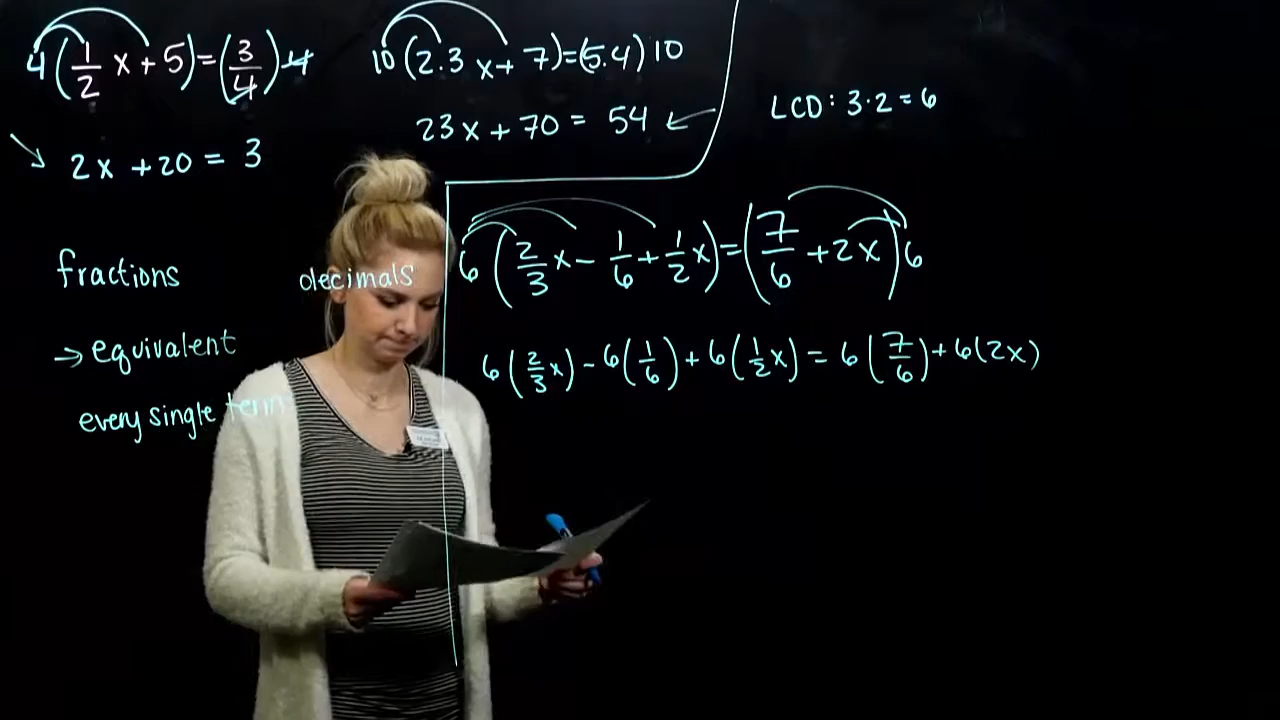 4(1/2 x + 5) = (3/4) 4
2x + 20 = 3
10(2.3x + 7) = (5.4)10
23x + 70 = 54
LCD: 3·2 = 6
fractions
decimals
→ equivalent
every single term
6(2/3 x - 1/6 + 1/2 x) = (7/6 + 2x)6
6(2/3 x) - 6(1/6) + 6(1/2 x) = 6(7/6) + 6(2x)